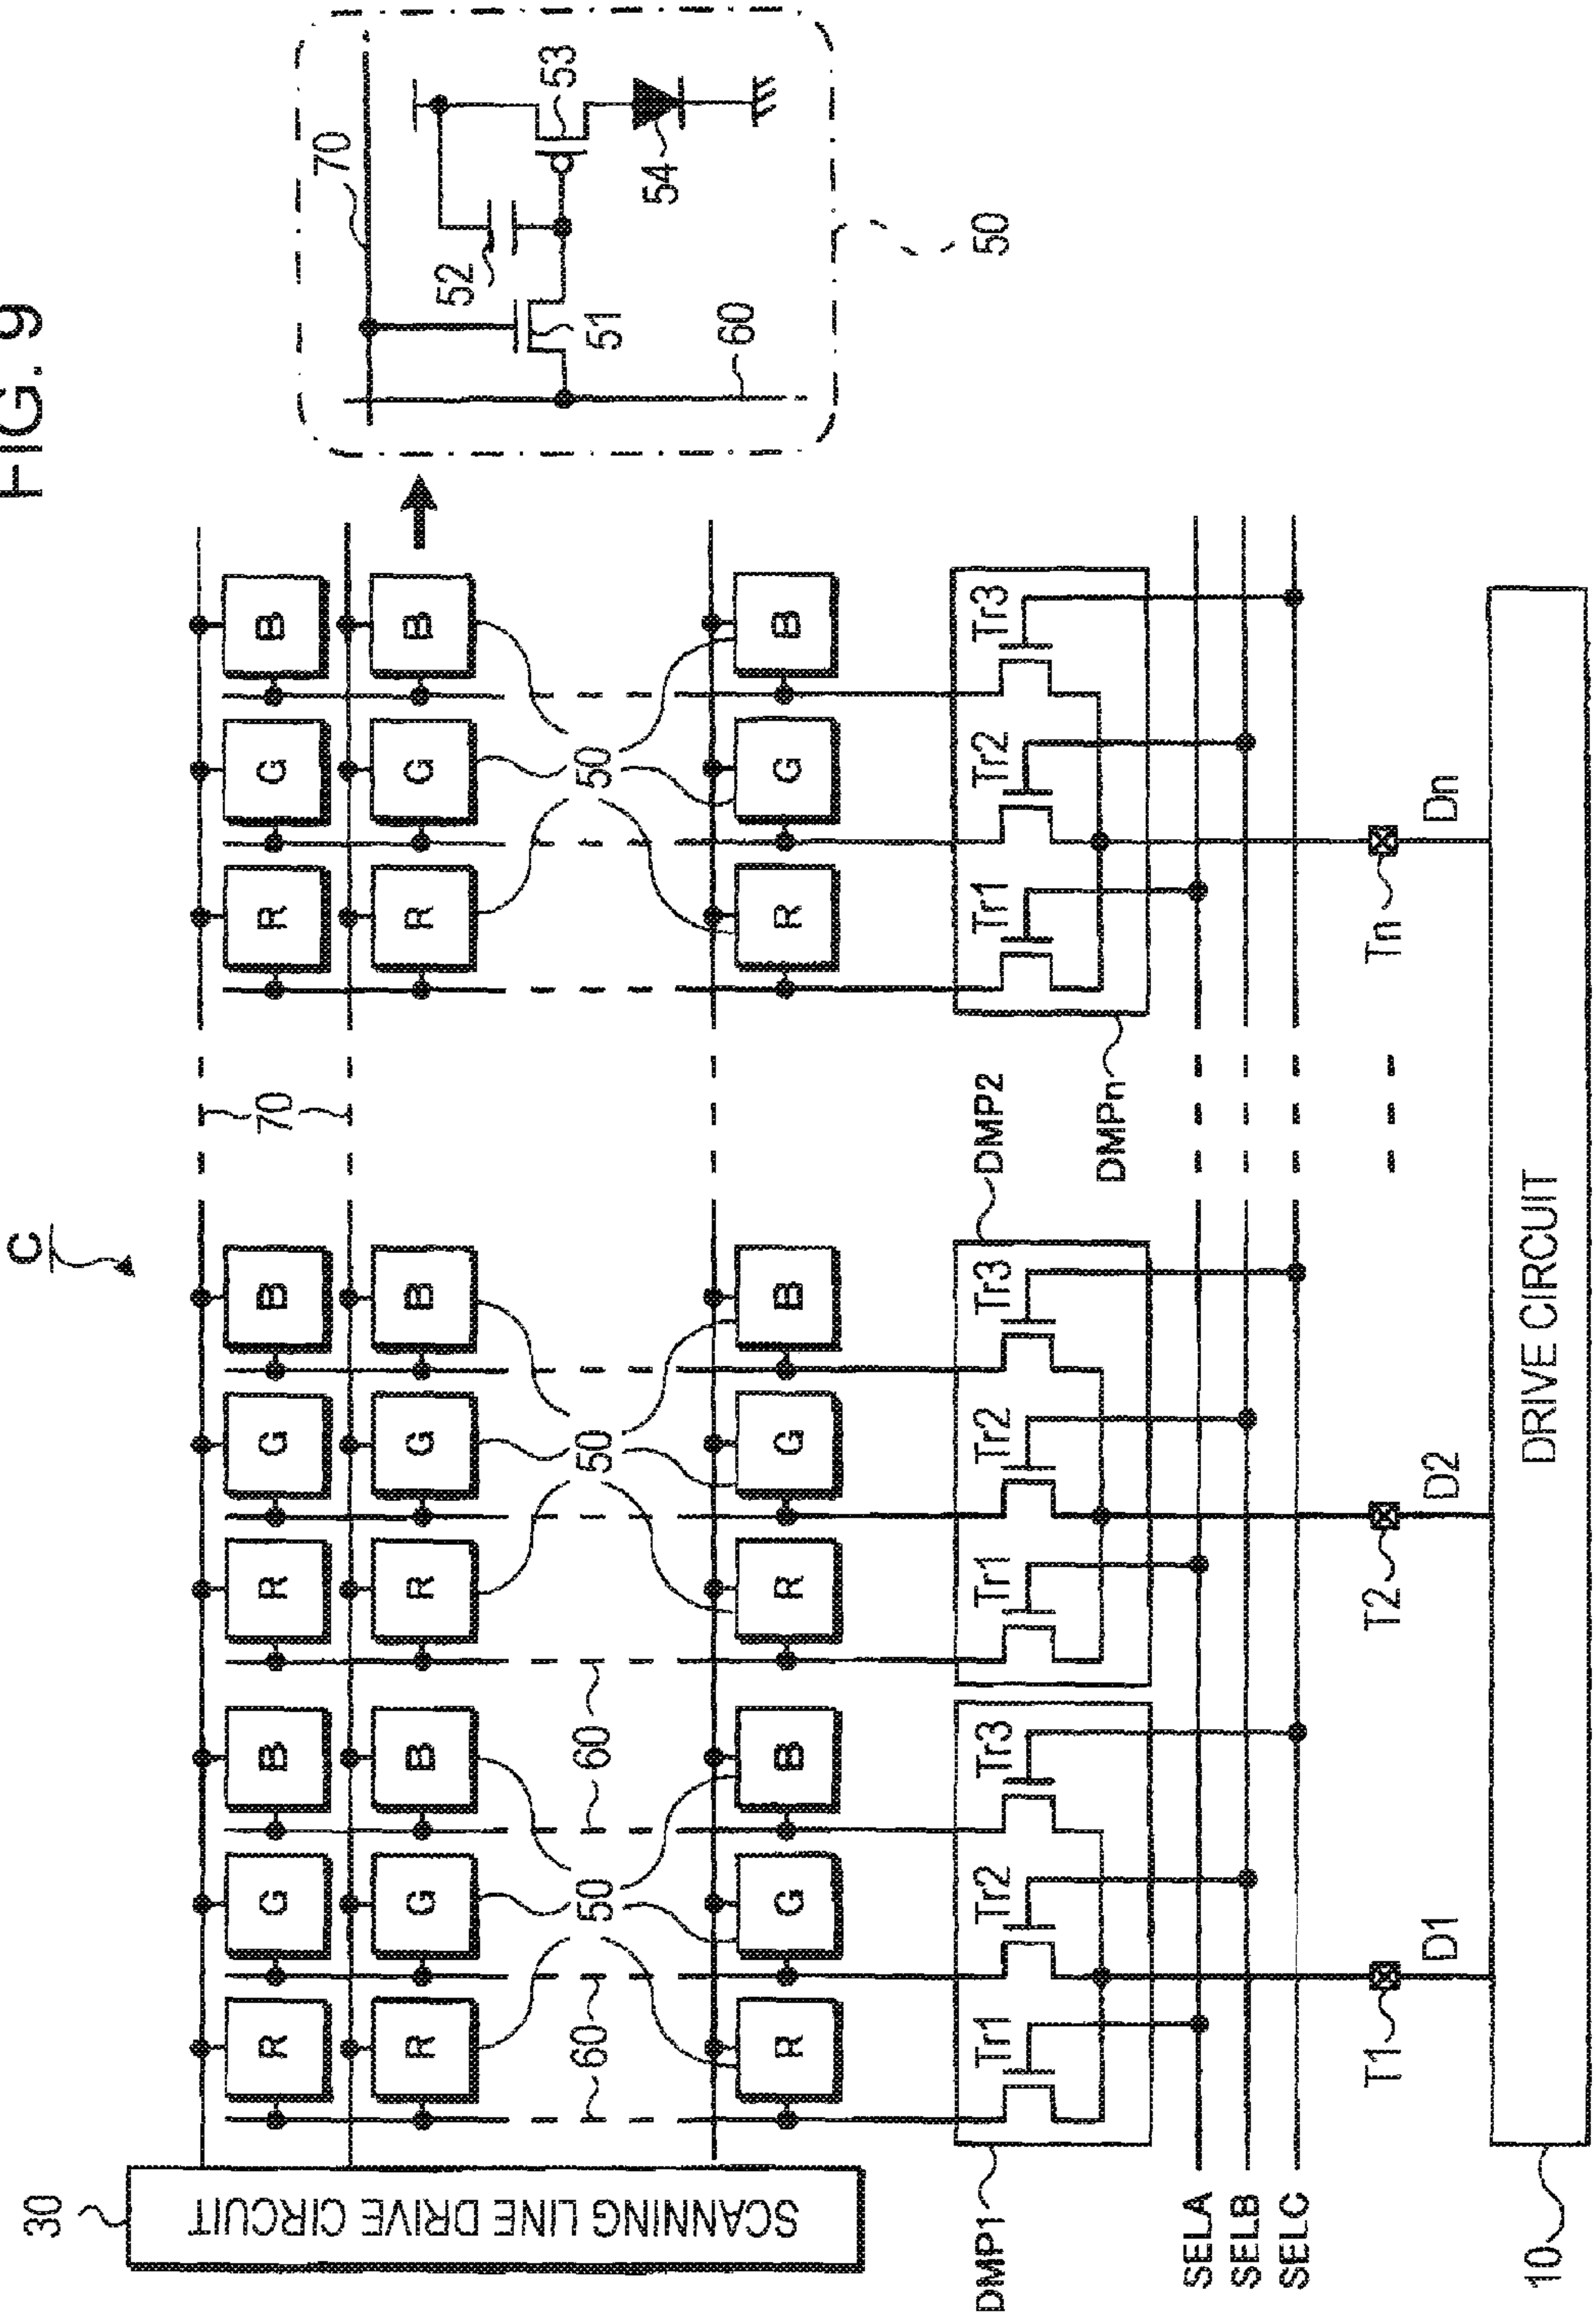 FIG. 9
C
30
SCANNING LINE DRIVE CIRCUIT
R G B R G B R G B
70
R G B R G B R G B
60 50 60 50 50
R G B R G B R G B
DMP1
Tr1 Tr2 Tr3
DMP2
Tr1 Tr2 Tr3
DMPn
Tr1 Tr2 Tr3
SELA
SELB
SELC
T1 T2 Tn
D1 D2 Dn
10
DRIVE CIRCUIT
70
52
53
51
54
60
50